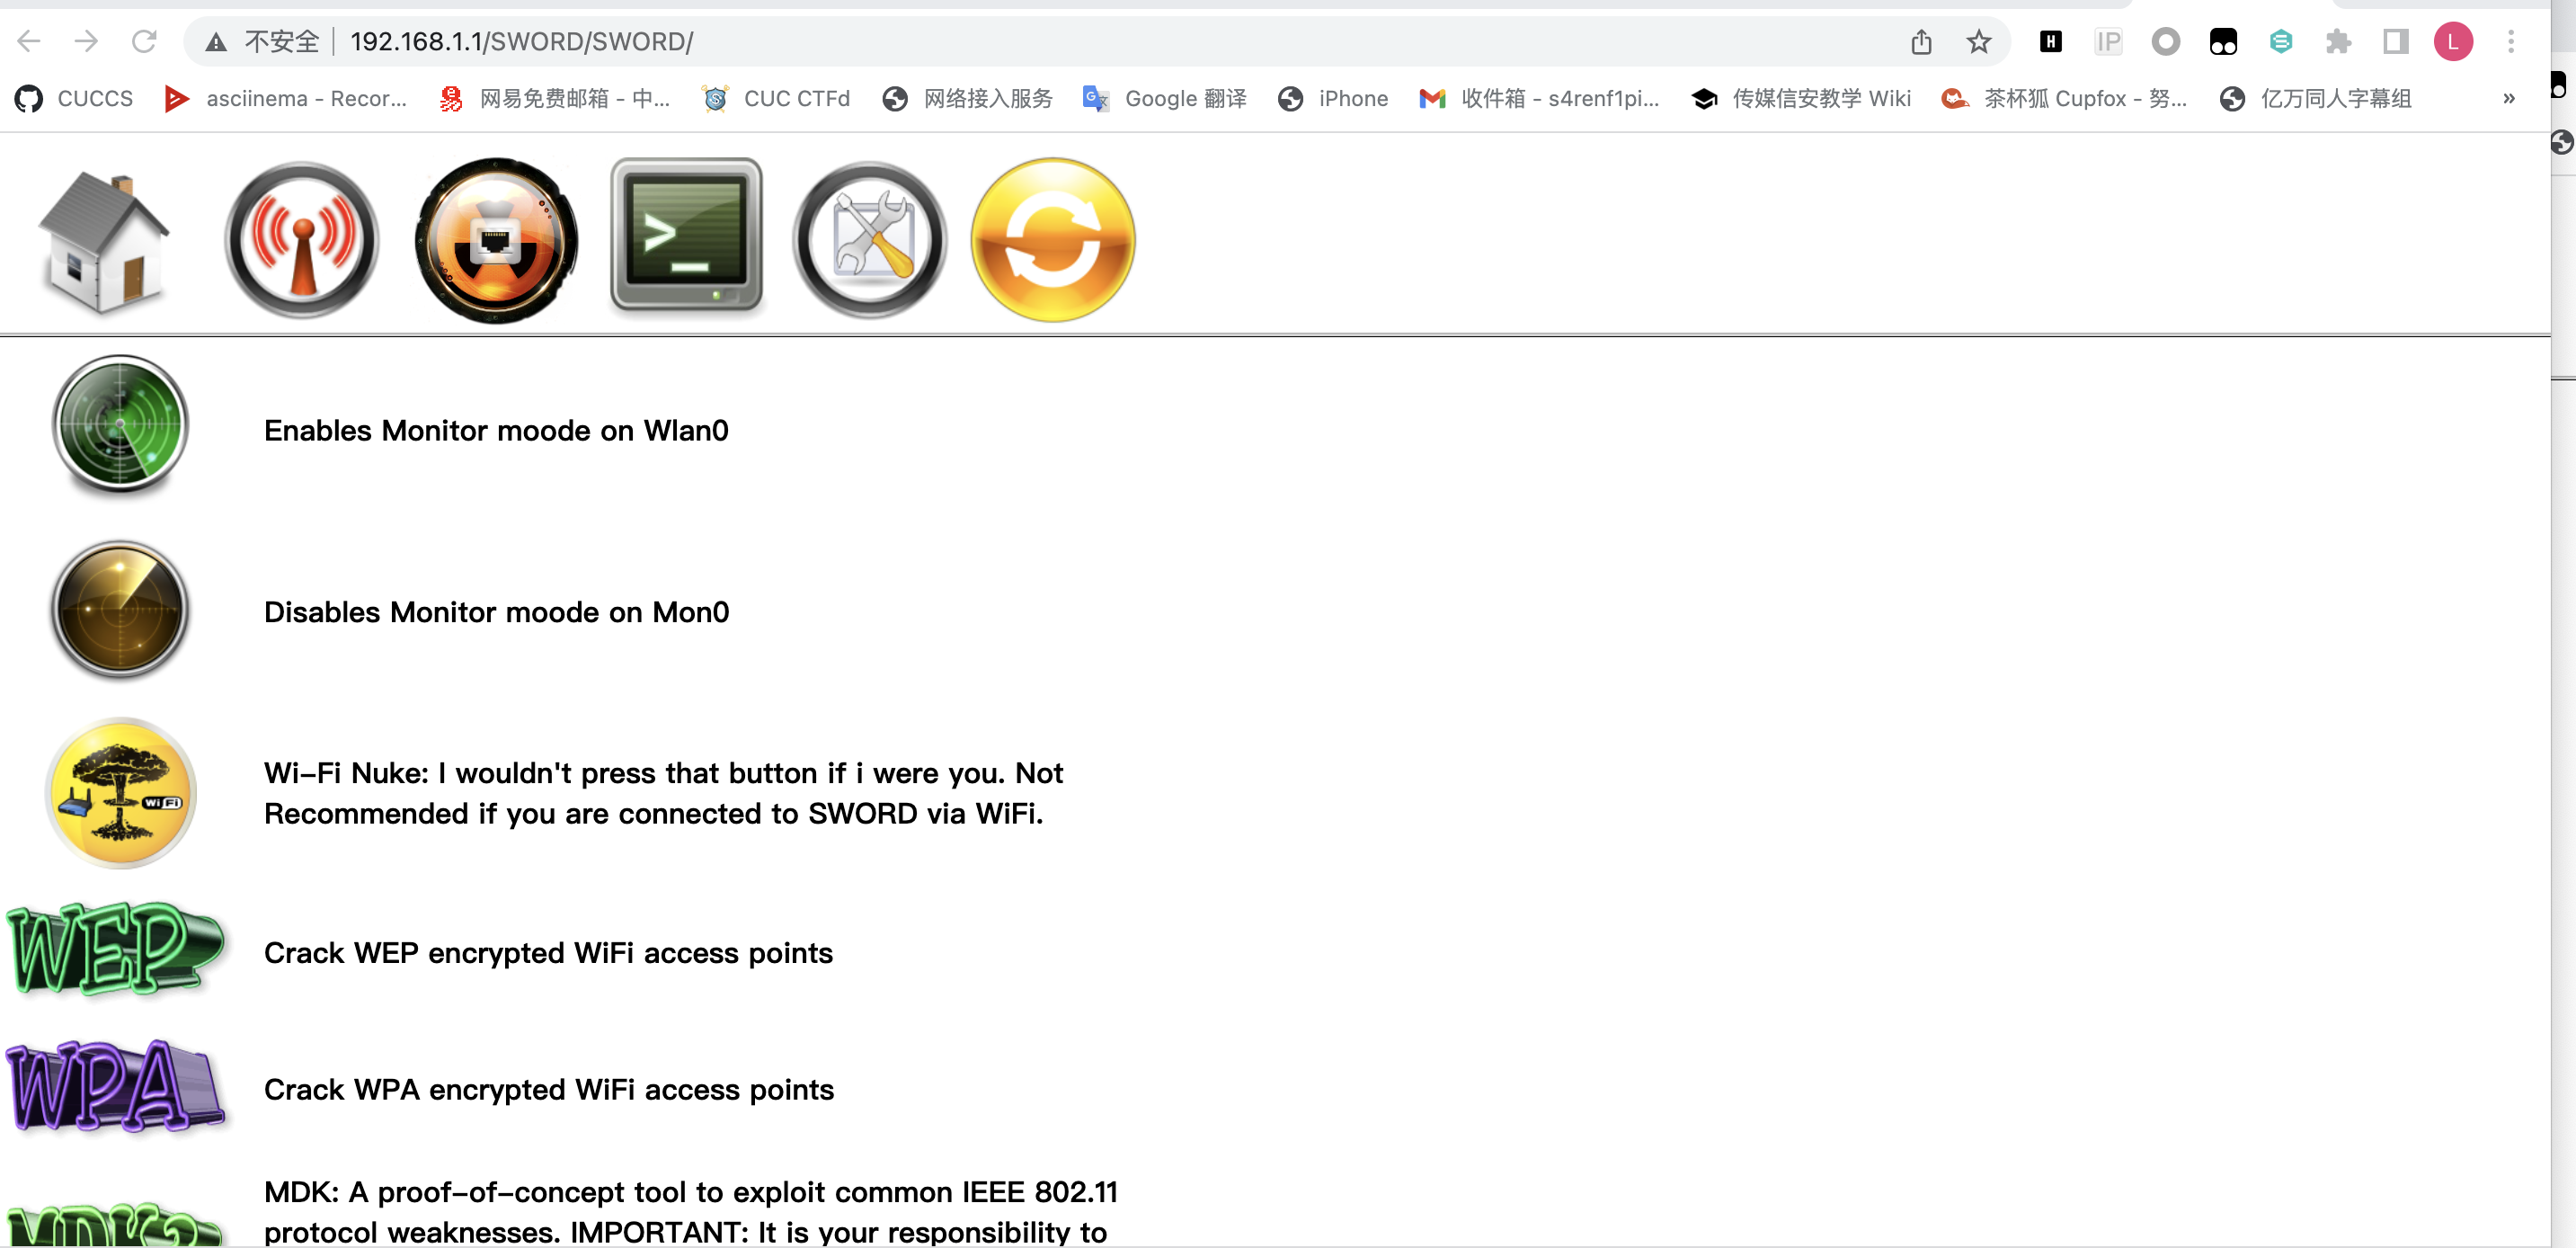 不安全 192.168.1.1/SWORD/SWORD/ H IP L
CUCCS asciinema - Recor... 网易免费邮箱 - 中... CUC CTFd 网络接入服务 Google 翻译 iPhone 收件箱 - s4renf1pi... 传媒信安教学 Wiki 茶杯狐 Cupfox - 努... 亿万同人字幕组 »
Enables Monitor moode on Wlan0
Disables Monitor moode on Mon0
Wi-Fi Nuke: I wouldn't press that button if i were you. Not
Recommended if you are connected to SWORD via WiFi.
WiFi
WEP
Crack WEP encrypted WiFi access points
WPA
Crack WPA encrypted WiFi access points
MDK: A proof-of-concept tool to exploit common IEEE 802.11
protocol weaknesses. IMPORTANT: It is your responsibility to
MDK3